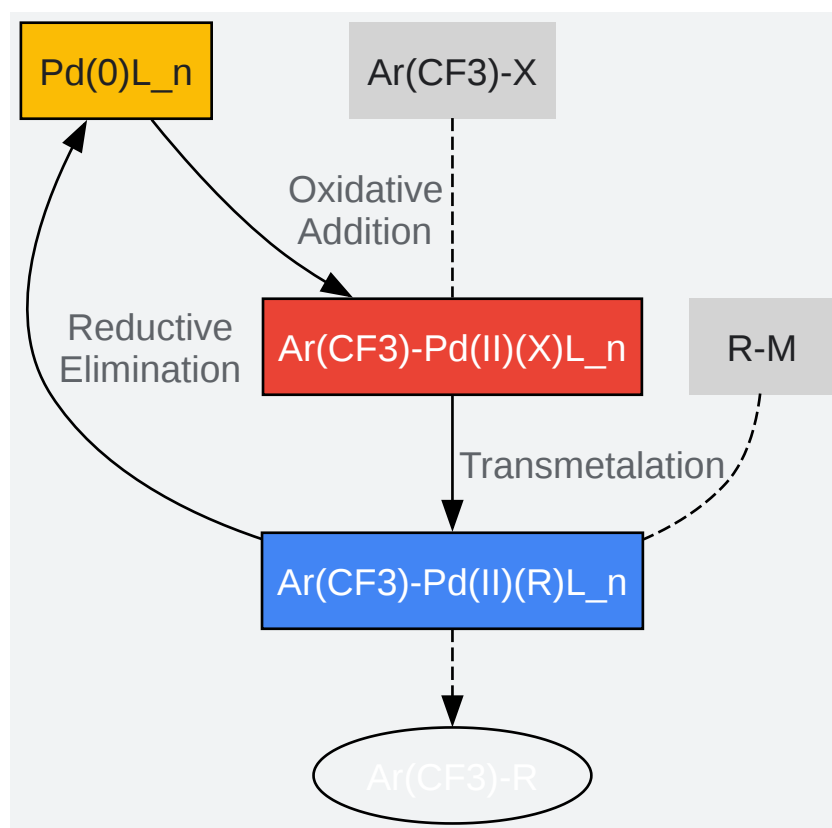 Pd(0)L_n
Ar(CF3)-X
Oxidative
Addition
Reductive
Elimination
Ar(CF3)-Pd(II)(X)L_n
R-M
Transmetalation
Ar(CF3)-Pd(II)(R)L_n
Ar(CF3)-R